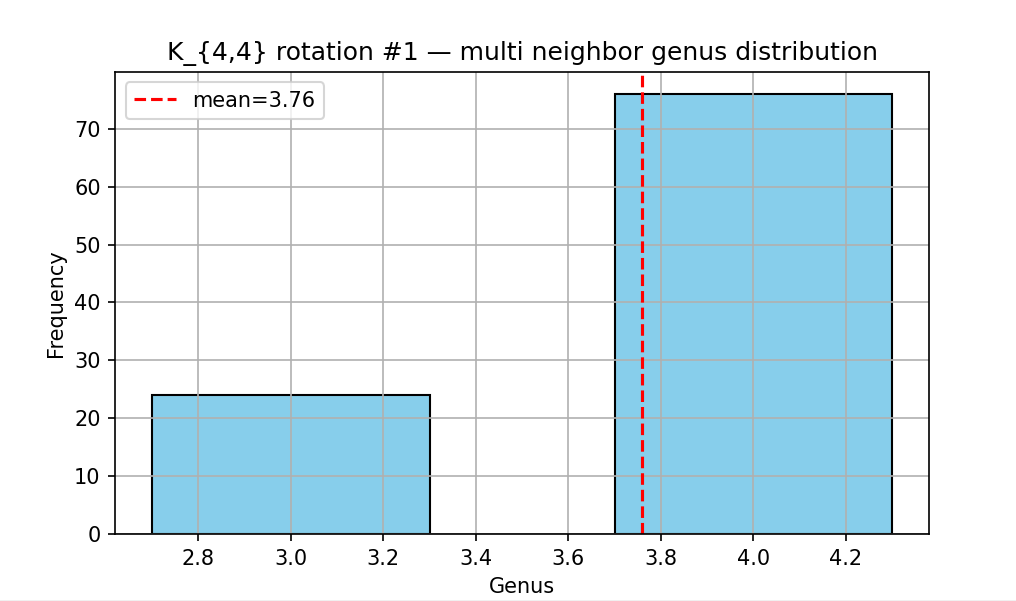 K_{4,4} rotation #1 — multi neighbor genus distribution
mean=3.76
Frequency
70
60
50
40
30
20
10
0
2.8 3.0 3.2 3.4 3.6 3.8 4.0 4.2
Genus